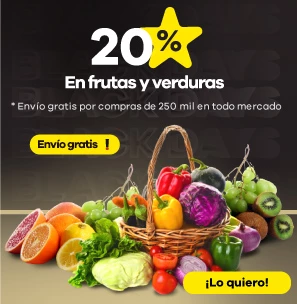 20%
En frutas y verduras
* Envío gratis por compras de 250 mil en todo mercado
Envío gratis !
¡Lo quiero!